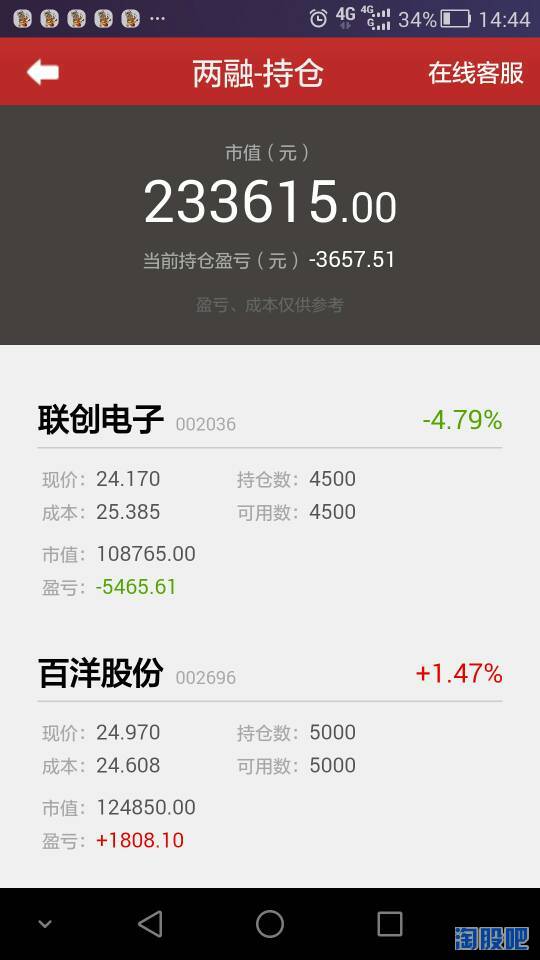 4G 4G G 34% 14:44
两融-持仓 在线客服
市值（元）
233615.00
当前持仓盈亏（元）-3657.51
盈亏、成本仅供参考
联创电子 002036 -4.79%
现价: 24.170 持仓数: 4500
成本: 25.385 可用数: 4500
市值: 108765.00
盈亏: -5465.61
百洋股份 002696 +1.47%
现价: 24.970 持仓数: 5000
成本: 24.608 可用数: 5000
市值: 124850.00
盈亏: +1808.10
淘股吧